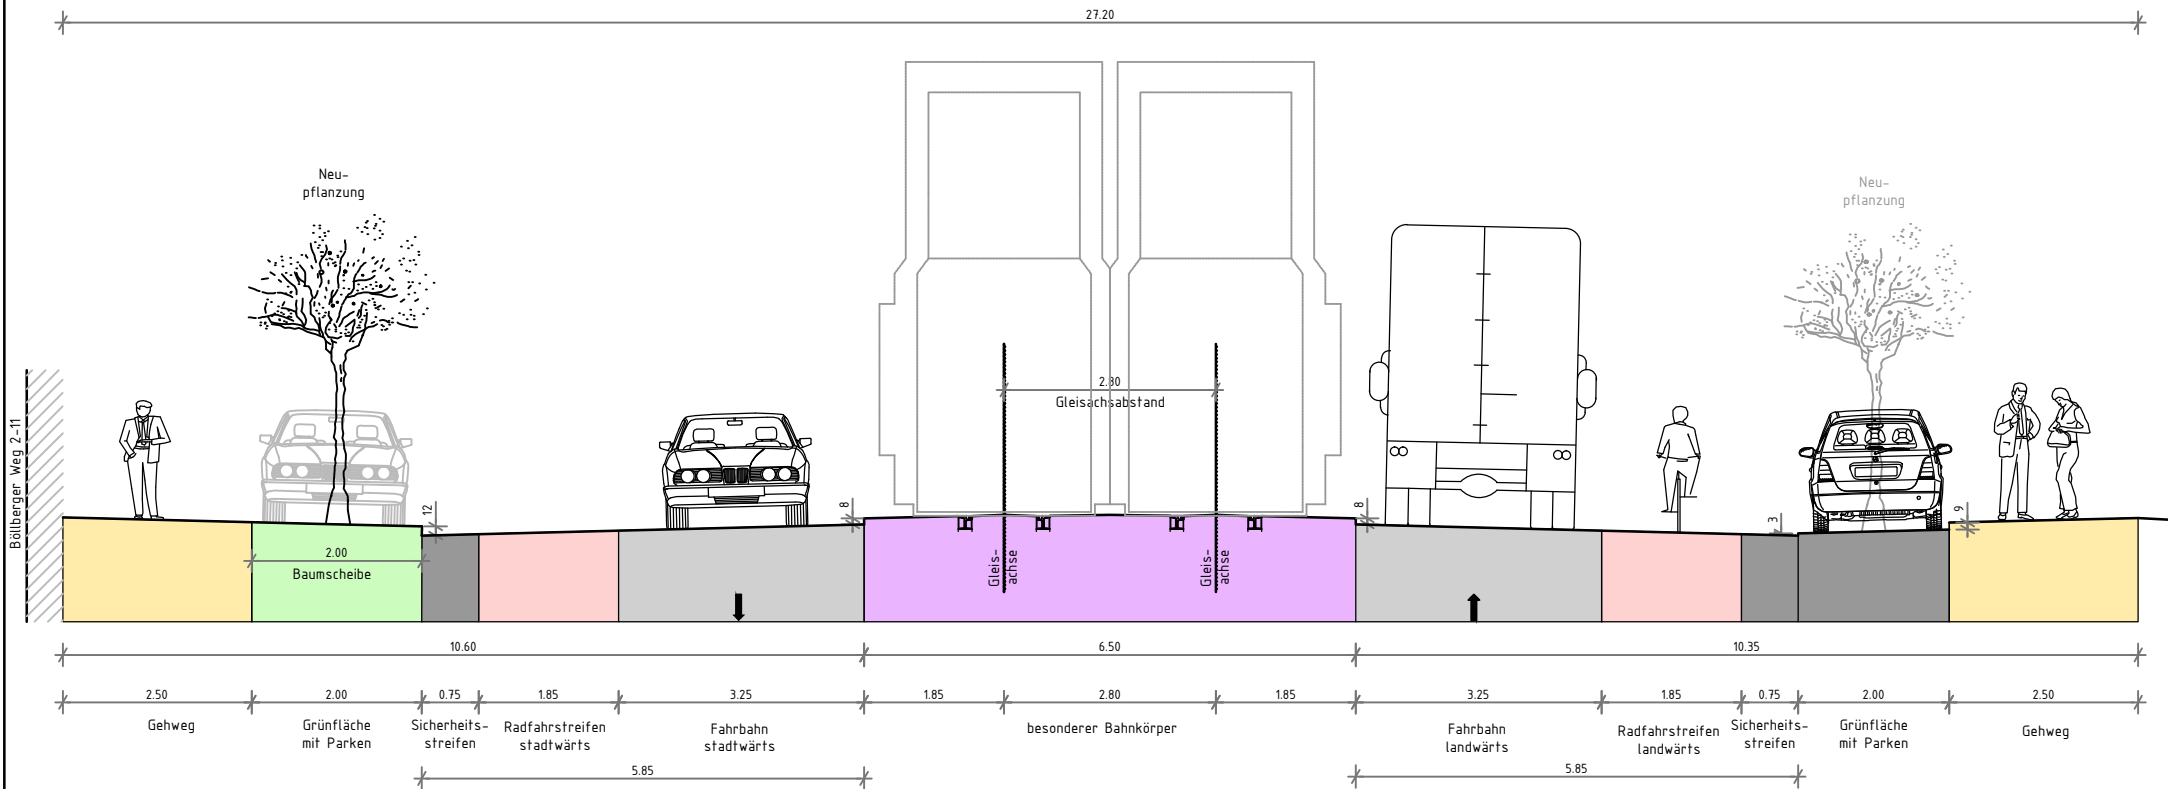 27.20
Neu-
pflanzung
Neu-
pflanzung
2.80
Gleisachsabstand
Böllberger Weg 2-11
12
8
8
3
9
2.00
Baumscheibe
Gleis-
achse
Gleis-
achse
10.60
6.50
10.35
2.50
2.00
0.75
1.85
3.25
1.85
2.80
1.85
3.25
1.85
0.75
2.00
2.50
Gehweg
Grünfläche
mit Parken
Sicherheits-
streifen
Radfahrstreifen
stadtwärts
Fahrbahn
stadtwärts
besonderer Bahnkörper
Fahrbahn
landwärts
Radfahrstreifen
landwärts
Sicherheits-
streifen
Grünfläche
mit Parken
Gehweg
5.85
5.85